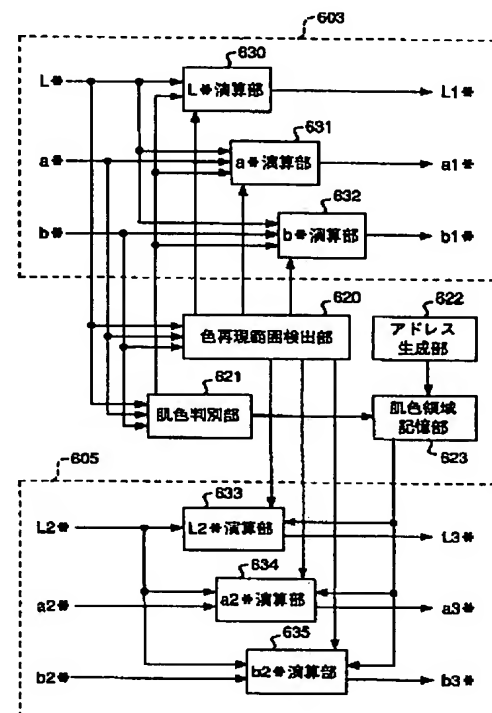 603
630
L*
L*演算部
L1*
631
a*
a*演算部
a1*
632
b*
b*演算部
b1*
620
色再現範囲検出部
622
アドレス
生成部
621
肌色判別部
肌色領域
記憶部
623
605
633
L2*
L2*演算部
L3*
634
a2*
a2*演算部
a3*
635
b2*
b2*演算部
b3*